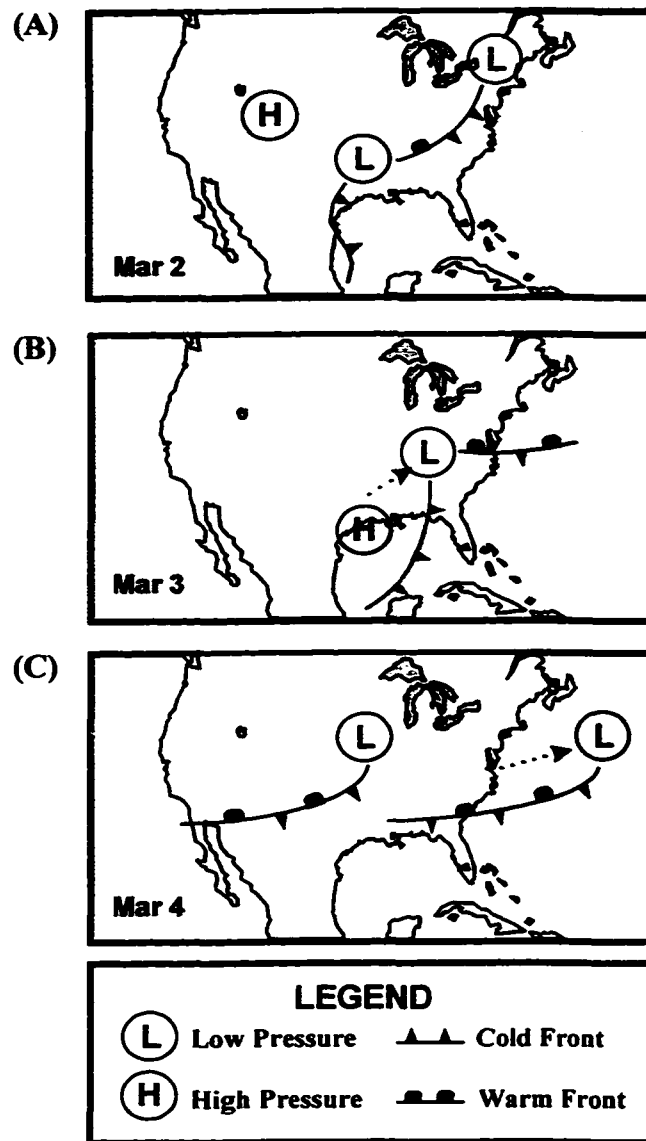 (A)
L
H
L
Mar 2
(B)
L
H
Mar 3
(C)
L
L
Mar 4
LEGEND
L Low Pressure Cold Front
H High Pressure Warm Front